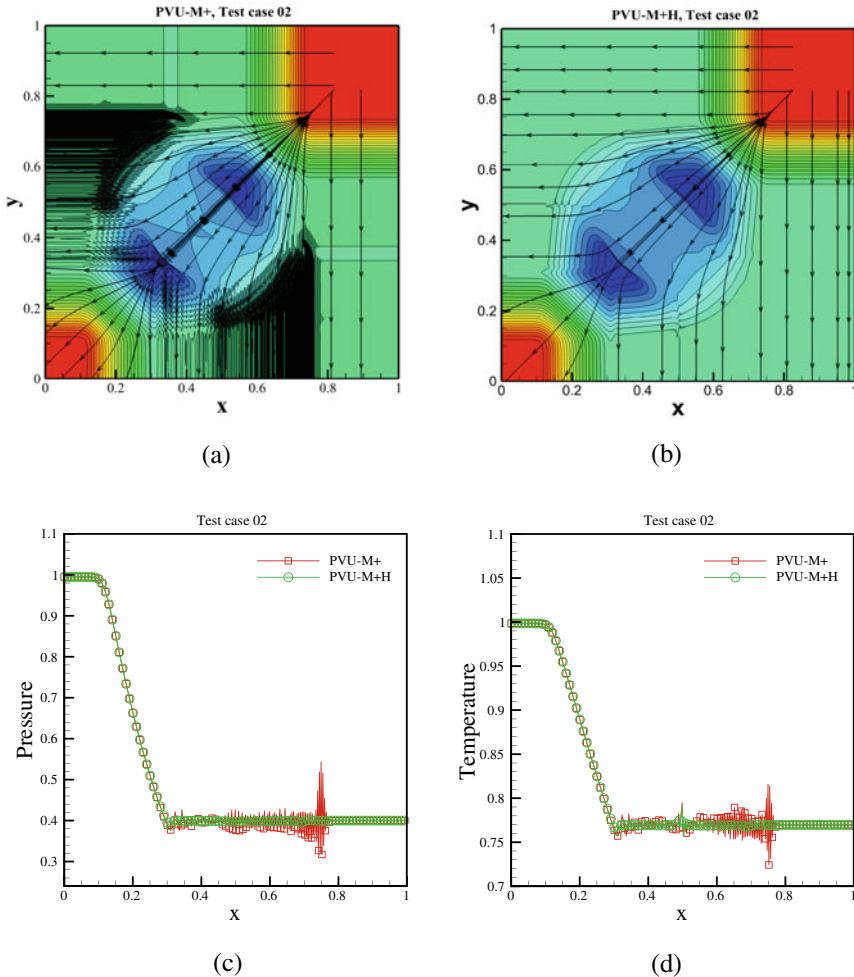 PVU-M+, Test case 02
1
0.8
0.6
0.4
0.2
0
y
0 0.2 0.4 0.6 0.8 1
x
(a)
PVU-M+H, Test case 02
1
0.8
0.6
0.4
0.2
0
y
0 0.2 0.4 0.6 0.8 1
x
(b)
Test case 02
1.1
1
0.9
0.8
0.7
0.6
0.5
0.4
0.3
Pressure
PVU-M+
PVU-M+H
0 0.2 0.4 0.6 0.8 1
x
(c)
Test case 02
1.1
1.05
1
0.95
0.9
0.85
0.8
0.75
0.7
Temperature
PVU-M+
PVU-M+H
0 0.2 0.4 0.6 0.8 1
x
(d)